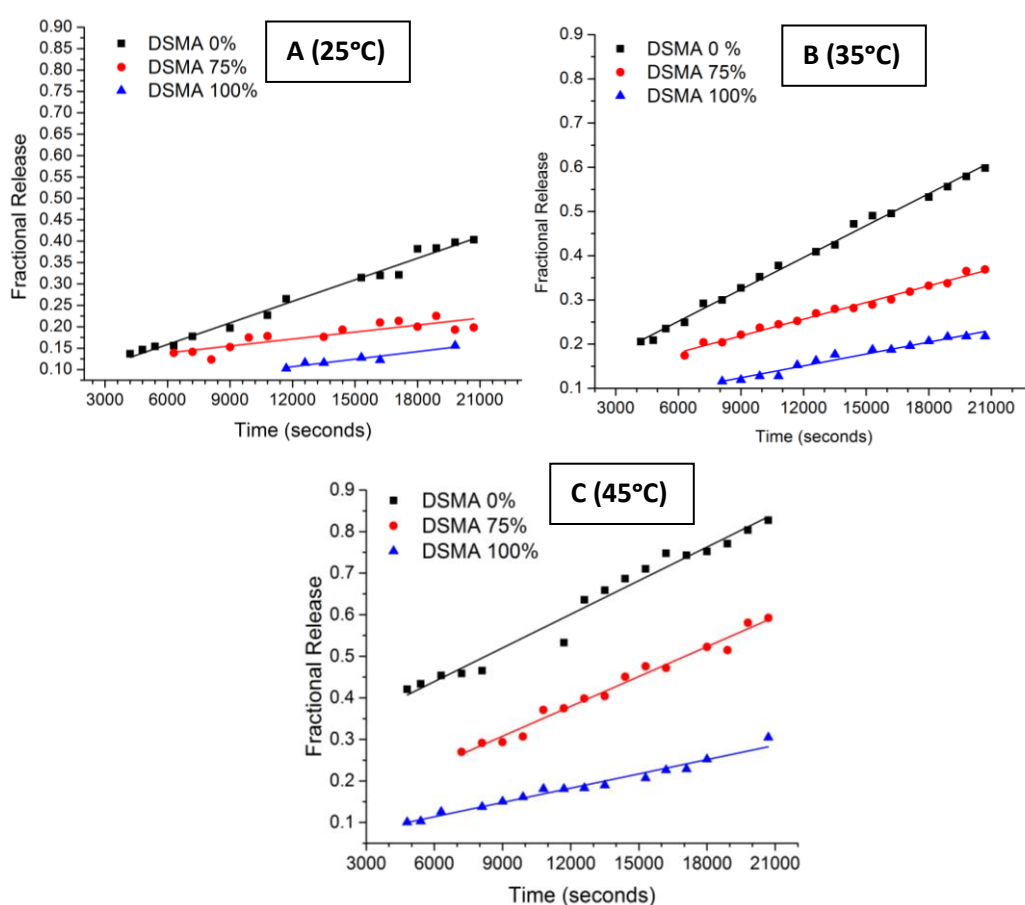 A (25°C)
DSMA 0%
DSMA 75%
DSMA 100%
0.90
0.85
0.80
0.75
0.70
0.65
0.60
0.55
0.50
0.45
0.40
0.35
0.30
0.25
0.20
0.15
0.10
Fractional Release
3000 6000 9000 12000 15000 18000 21000
Time (seconds)
B (35°C)
DSMA 0 %
DSMA 75%
DSMA 100%
0.9
0.8
0.7
0.6
0.5
0.4
0.3
0.2
0.1
Fractional Release
3000 6000 9000 12000 15000 18000 21000
Time (seconds)
C (45°C)
DSMA 0%
DSMA 75%
DSMA 100%
0.9
0.8
0.7
0.6
0.5
0.4
0.3
0.2
0.1
Fractional Release
3000 6000 9000 12000 15000 18000 21000
Time (seconds)